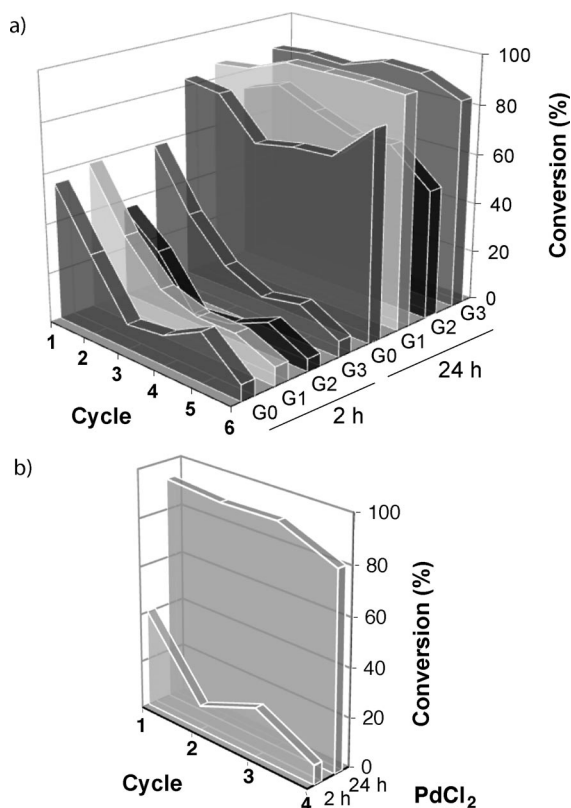 a)
100
80
60
40
20
0
Conversion (%)
1
2
3
4
5
6
Cycle
G0
G1
G2
G3
G0
G1
G2
G3
2 h
24 h
b)
100
80
60
40
20
0
Conversion (%)
1
2
3
4
Cycle
2 h
24 h
PdCl₂